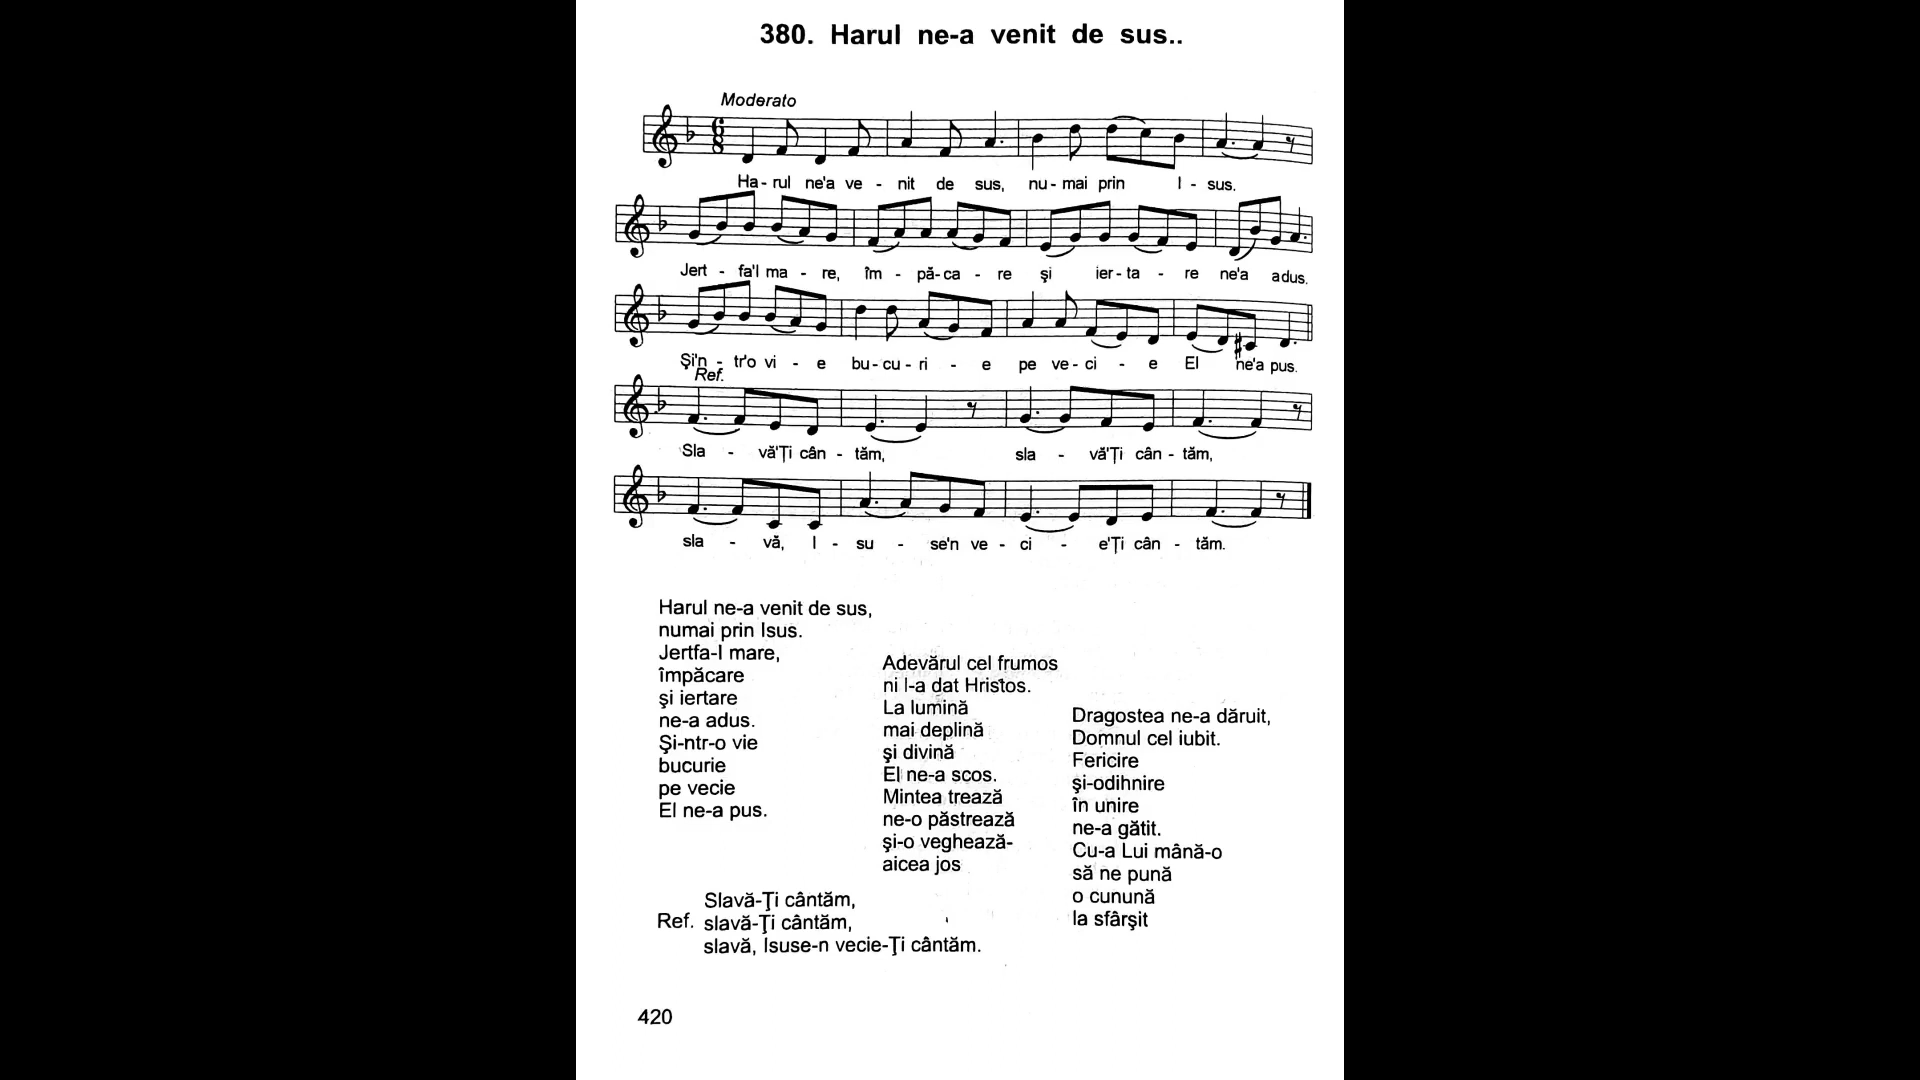 380. Harul ne-a venit de sus..
Moderato
Ha - rul ne'a ve - nit de sus, nu - mai prin I - sus.
Jert - fa'I ma - re, îm - pă - ca - re şi ier - ta - re ne'a adus.
Şi'n - tr'o vi - e bu - cu - ri - e pe ve - ci - e El ne'a pus.
Ref.
Sla - vă'Ţi cân - tăm, sla - vă'Ţi cân - tăm,
sla - vă, I - su - se'n ve - ci - e'Ţi cân - tăm.
Harul ne-a venit de sus,
numai prin Isus.
Jertfa-I mare,
împăcare
şi iertare
ne-a adus.
Şi-ntr-o vie
bucurie
pe vecie
El ne-a pus.
Adevărul cel frumos
ni l-a dat Hristos.
La lumină
mai deplină
şi divină
El ne-a scos.
Mintea trează
ne-o păstrează
şi-o veghează-
aicea jos
Dragostea ne-a dăruit,
Domnul cel iubit.
Fericire
şi-odihnire
în unire
ne-a gătit.
Cu-a Lui mână-o
să ne pună
o cunună
la sfârşit
Slavă-Ţi cântăm,
Ref. slavă-Ţi cântăm,
slavă, Isuse-n vecie-Ţi cântăm.
420